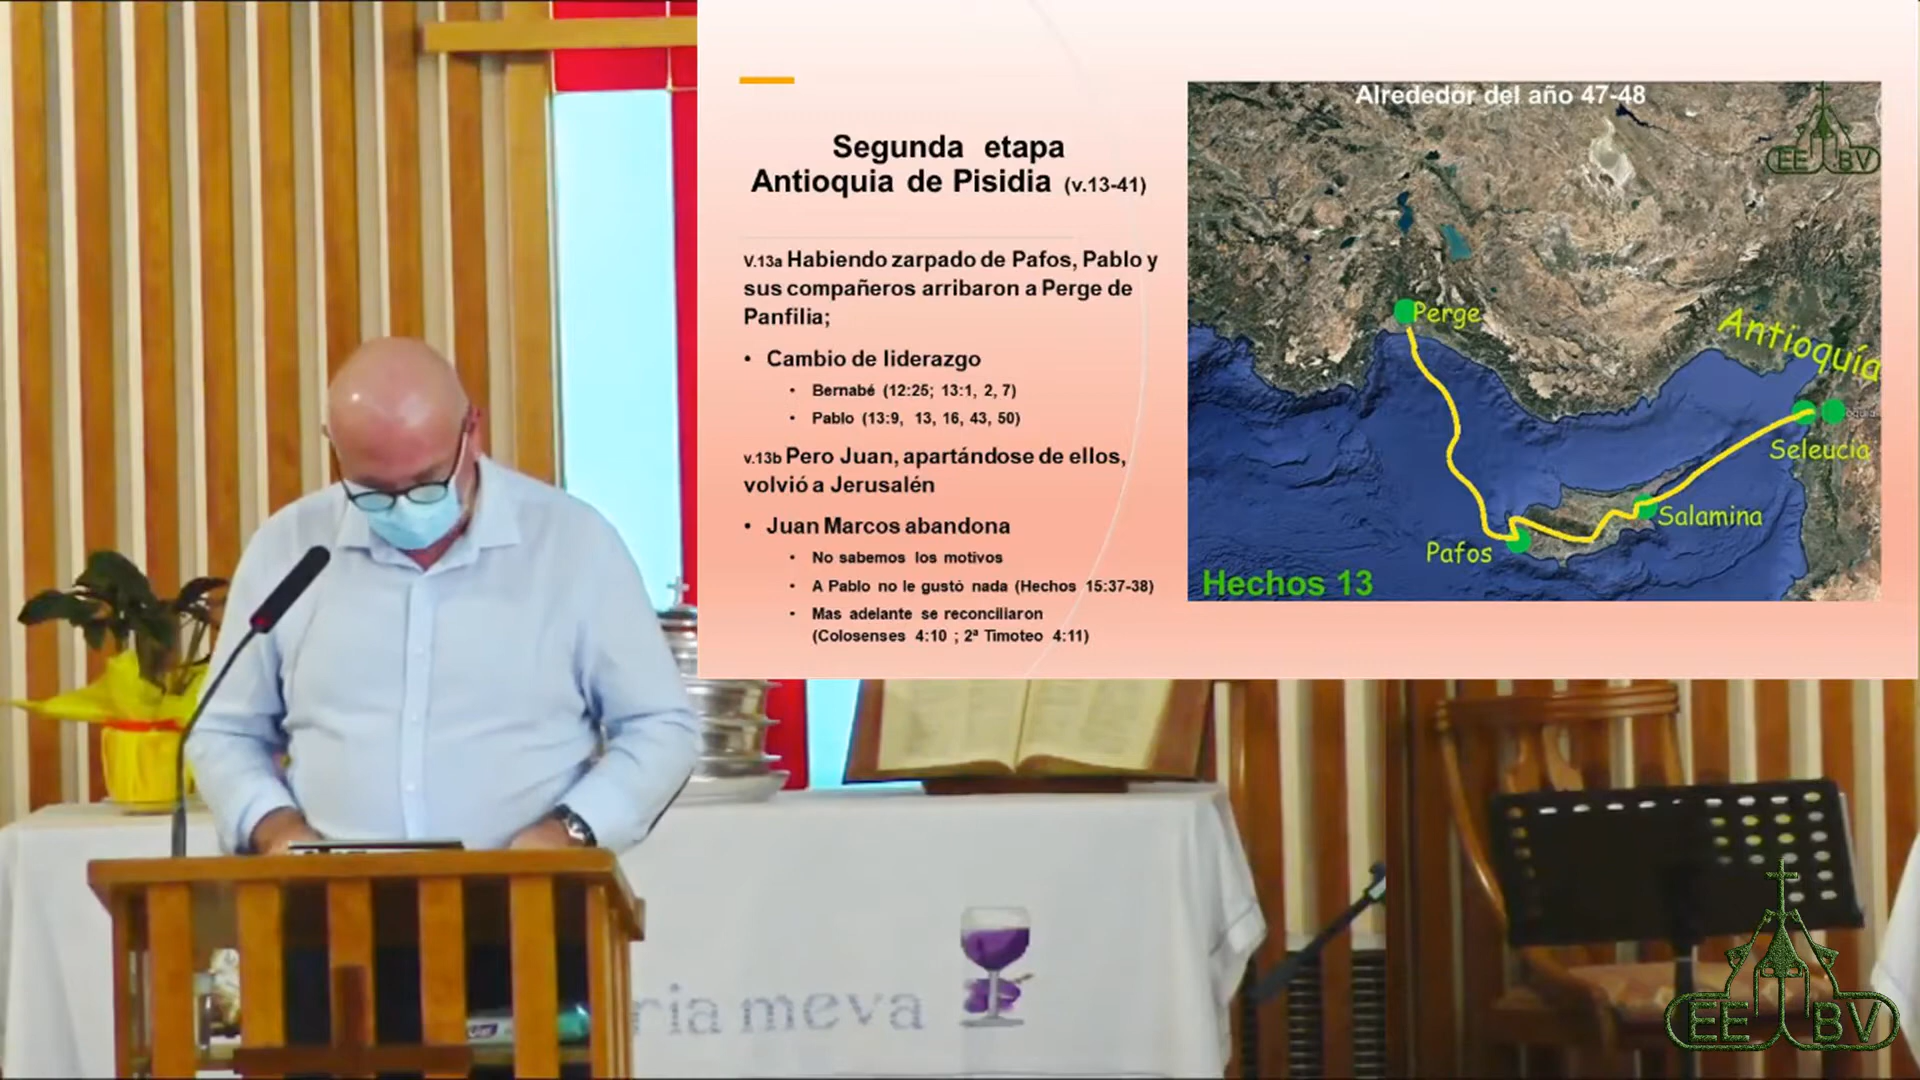 Segunda etapa
Antioquia de Pisidia (v.13-41)
V.13a Habiendo zarpado de Pafos, Pablo y
sus compañeros arribaron a Perge de
Panfilia;
• Cambio de liderazgo
• Bernabé (12:25; 13:1, 2, 7)
• Pablo (13:9, 13, 16, 43, 50)
v.13b Pero Juan, apartándose de ellos,
volvió a Jerusalén
• Juan Marcos abandona
• No sabemos los motivos
• A Pablo no le gustó nada (Hechos 15:37-38)
• Mas adelante se reconciliaron
(Colosenses 4:10 ; 2ª Timoteo 4:11)
Alrededor del año 47-48
EE BV
Perge
Antioquía
Seleucia
Salamina
Pafos
Hechos 13
ria meva
EE BV